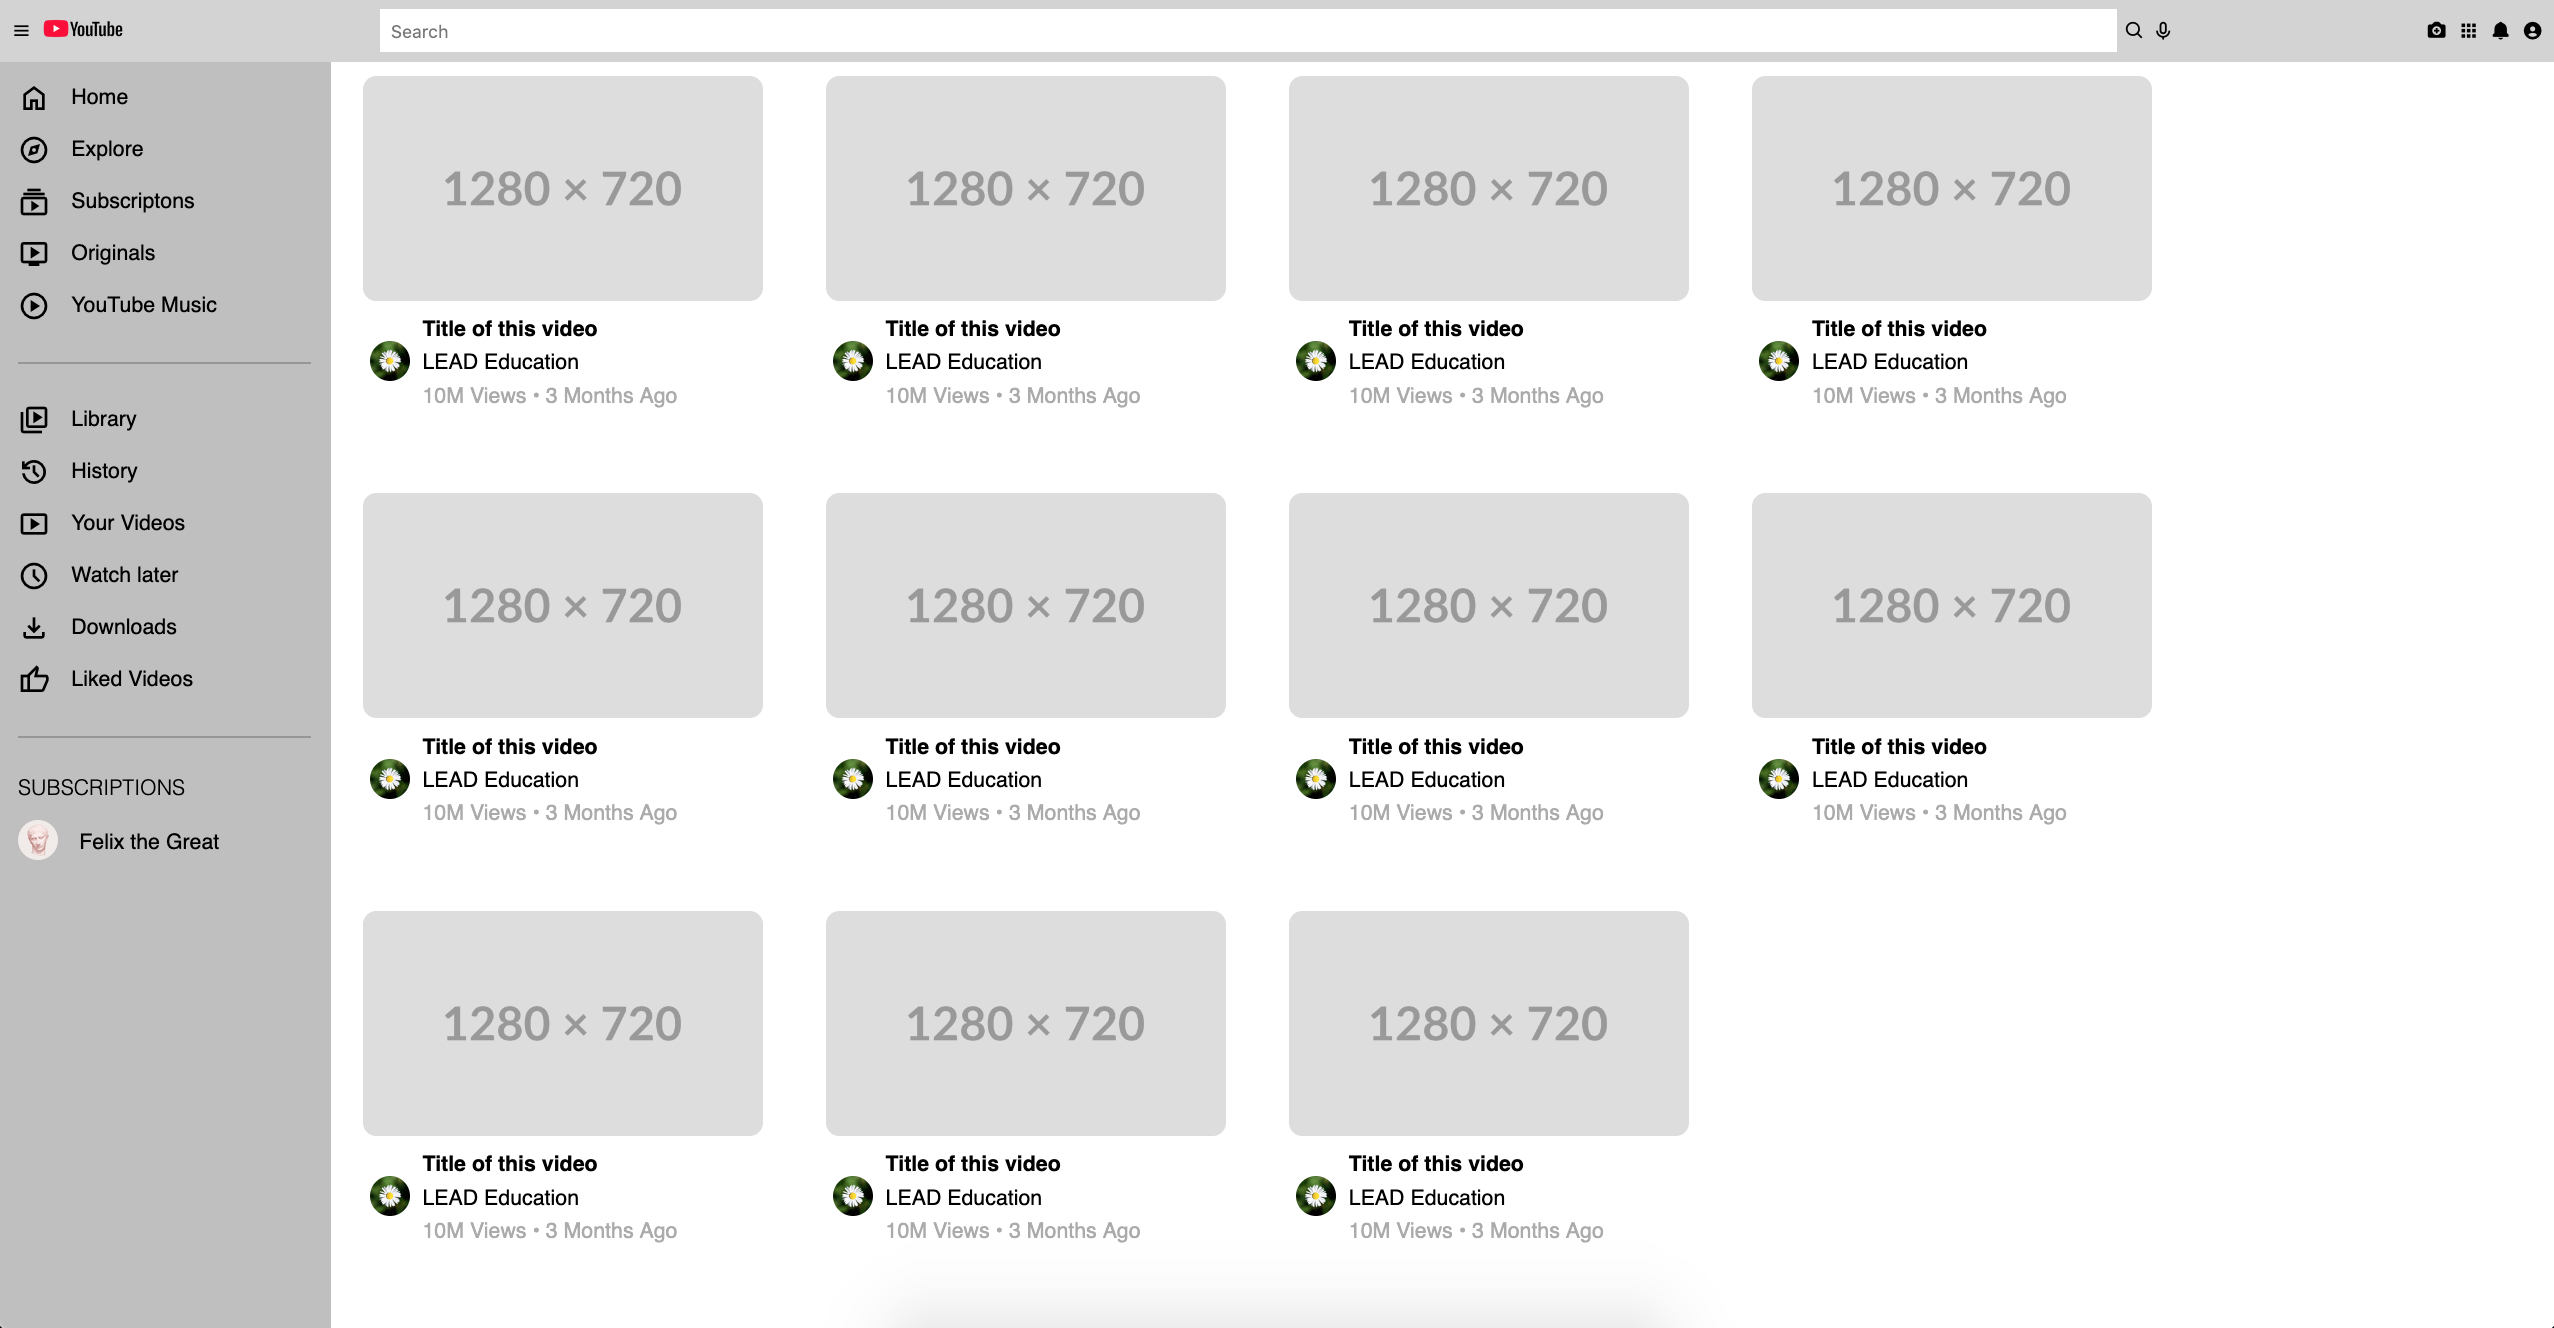 YouTube
Search
Home
Explore
Subscriptons
Originals
YouTube Music
Library
History
Your Videos
Watch later
Downloads
Liked Videos
SUBSCRIPTIONS
Felix the Great
1280 × 720
Title of this video
LEAD Education
10M Views • 3 Months Ago
1280 × 720
Title of this video
LEAD Education
10M Views • 3 Months Ago
1280 × 720
Title of this video
LEAD Education
10M Views • 3 Months Ago
1280 × 720
Title of this video
LEAD Education
10M Views • 3 Months Ago
1280 × 720
Title of this video
LEAD Education
10M Views • 3 Months Ago
1280 × 720
Title of this video
LEAD Education
10M Views • 3 Months Ago
1280 × 720
Title of this video
LEAD Education
10M Views • 3 Months Ago
1280 × 720
Title of this video
LEAD Education
10M Views • 3 Months Ago
1280 × 720
Title of this video
LEAD Education
10M Views • 3 Months Ago
1280 × 720
Title of this video
LEAD Education
10M Views • 3 Months Ago
1280 × 720
Title of this video
LEAD Education
10M Views • 3 Months Ago